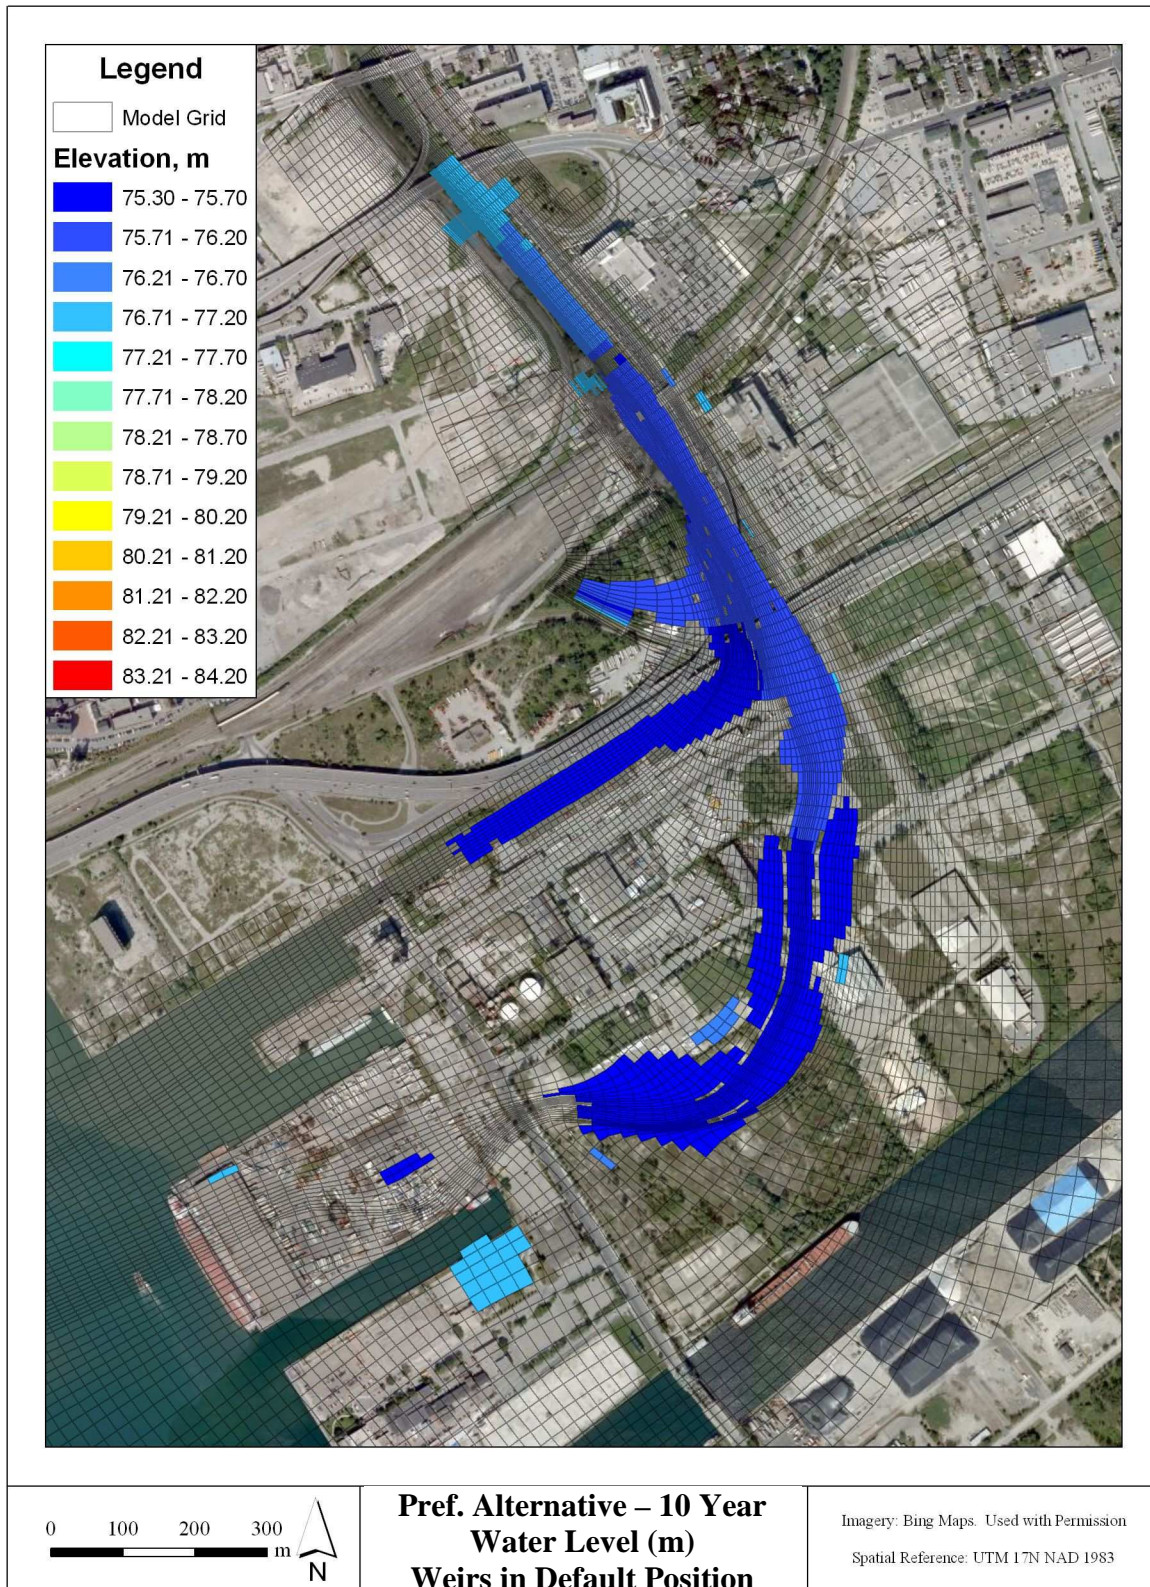 Legend
Model Grid
Elevation, m
75.30 - 75.70
75.71 - 76.20
76.21 - 76.70
76.71 - 77.20
77.21 - 77.70
77.71 - 78.20
78.21 - 78.70
78.71 - 79.20
79.21 - 80.20
80.21 - 81.20
81.21 - 82.20
82.21 - 83.20
83.21 - 84.20
0 100 200 300
m
N
Pref. Alternative – 10 Year
Water Level (m)
Weirs in Default Position
Imagery: Bing Maps. Used with Permission
Spatial Reference: UTM 17N NAD 1983